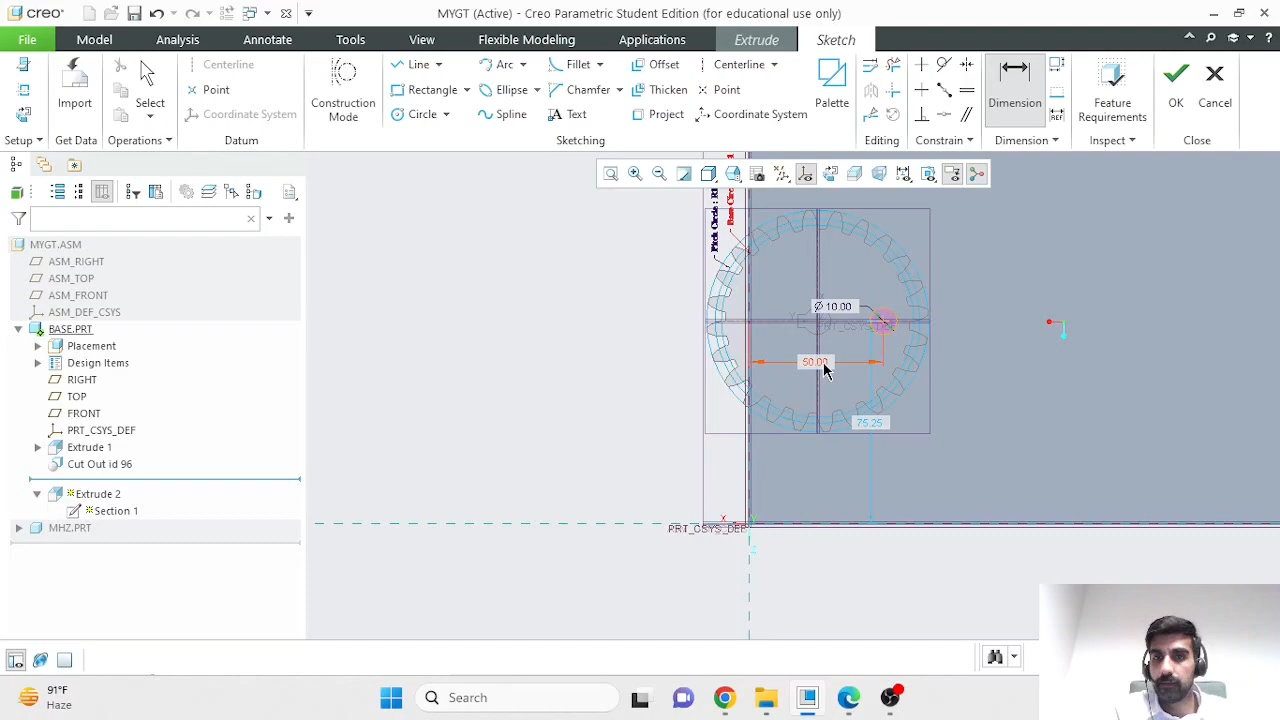 creo
MYGT (Active) - Creo Parametric Student Edition (for educational use only)
File Model Analysis Annotate Tools View Flexible Modeling Applications Extrude Sketch
Setup
Import
Get Data
Select
Operations
Centerline
Point
Coordinate System
Datum
Construction
Mode
Line Arc Fillet Offset Centerline
Rectangle Ellipse Chamfer Thicken Point
Circle Spline Text Project Coordinate System
Sketching
Palette
Editing
Constrain
Dimension
Dimension
Feature
Requirements
Inspect
OK Cancel
Close
MYGT.ASM
ASM_RIGHT
ASM_TOP
ASM_FRONT
ASM_DEF_CSYS
BASE.PRT
Placement
Design Items
RIGHT
TOP
FRONT
PRT_CSYS_DEF
Extrude 1
Cut Out id 96
Extrude 2
Section 1
MHZ.PRT
Pitch Circle : R
Base Circ
Ø 10.00
50.00
75.25
X
PRT_CSYS_DEF
91°F
Haze
Search